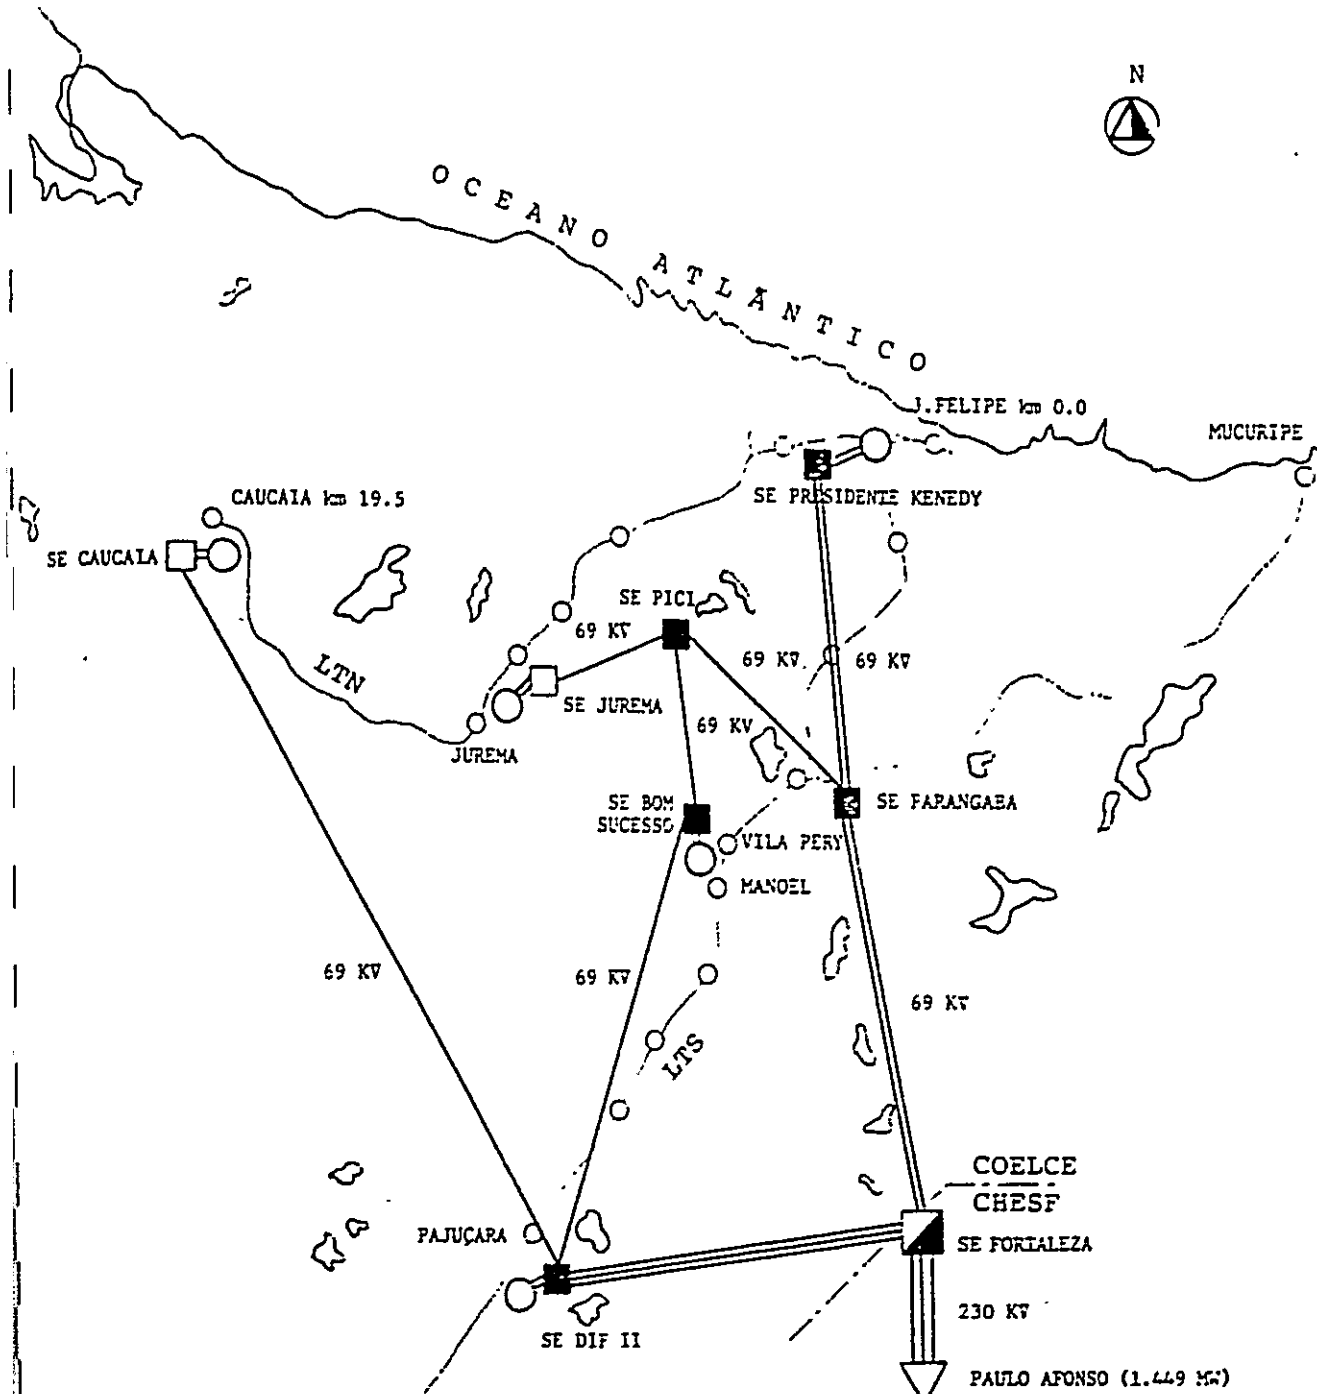 N
OCEANO ATLÂNTICO
J.FELIPE km 0.0
MUCURIPE
SE PRESIDENTE KENEDY
CAUCAIA km 19.5
SE CAUCAIA
SE PICI
69 KV
69 KV
69 KV
LTN
SE JUREMA
69 KV
JUREMA
SE BOM
SUCESSO
SE PARANGABA
VILA PERY
MANOEL
69 KV
69 KV
69 KV
LTS
COELCE
CHESF
PAJUÇARA
SE FORTALEZA
230 KV
SE DIF II
PAULO AFONSO (1.449 MW)